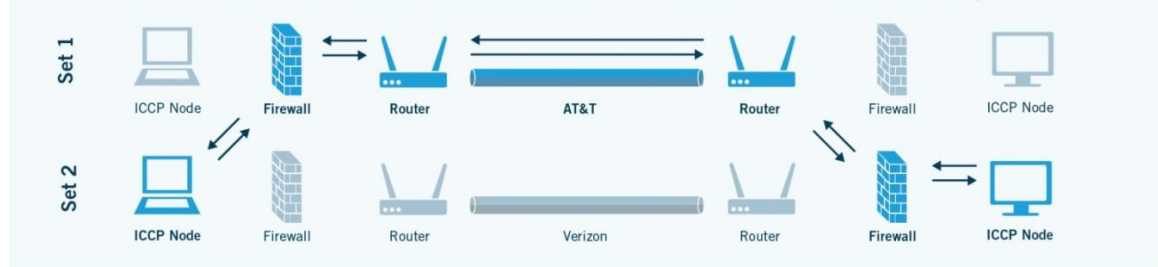 Set 1
ICCP Node Firewall Router AT&T Router Firewall ICCP Node
Set 2
ICCP Node Firewall Router Verizon Router Firewall ICCP Node